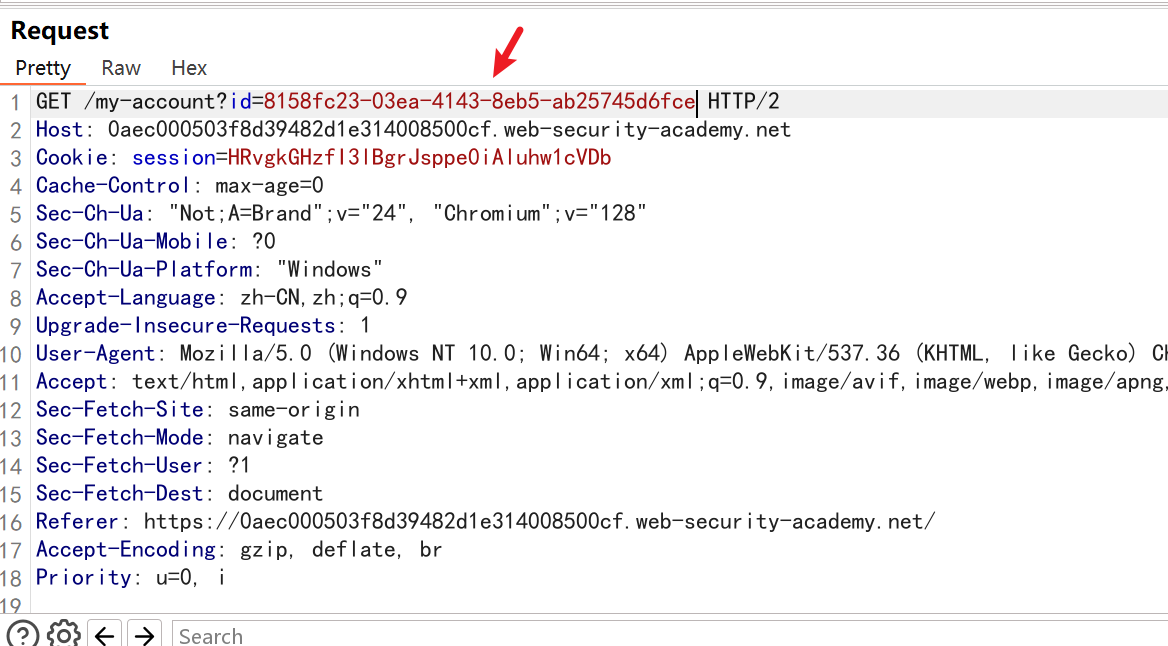 Request
Pretty Raw Hex
1 GET /my-account?id=8158fc23-03ea-4143-8eb5-ab25745d6fce HTTP/2
2 Host: 0aec000503f8d39482d1e314008500cf.web-security-academy.net
3 Cookie: session=HRvgkGHzfI3lBgrJsppe0iAluhw1cVDb
4 Cache-Control: max-age=0
5 Sec-Ch-Ua: "Not;A=Brand";v="24", "Chromium";v="128"
6 Sec-Ch-Ua-Mobile: ?0
7 Sec-Ch-Ua-Platform: "Windows"
8 Accept-Language: zh-CN,zh;q=0.9
9 Upgrade-Insecure-Requests: 1
10 User-Agent: Mozilla/5.0 (Windows NT 10.0; Win64; x64) AppleWebKit/537.36 (KHTML, like Gecko)
11 Accept: text/html,application/xhtml+xml,application/xml;q=0.9,image/avif,image/webp,image/apng,
12 Sec-Fetch-Site: same-origin
13 Sec-Fetch-Mode: navigate
14 Sec-Fetch-User: ?1
15 Sec-Fetch-Dest: document
16 Referer: https://0aec000503f8d39482d1e314008500cf.web-security-academy.net/
17 Accept-Encoding: gzip, deflate, br
18 Priority: u=0, i
19
Search